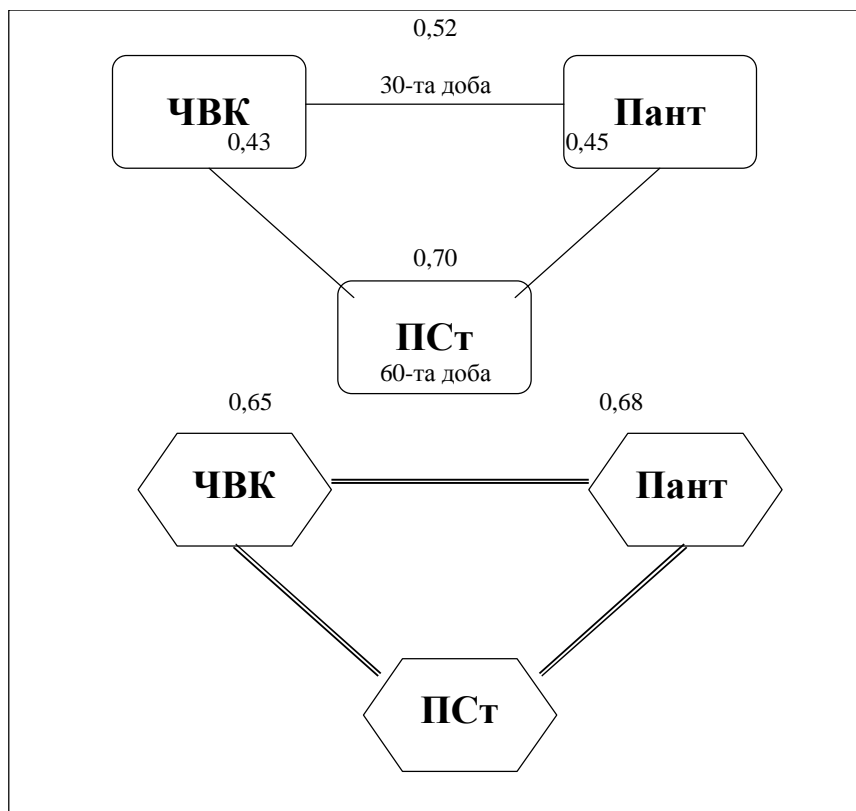 0,52
30-та доба
ЧВК
Пант
0,43
0,45
0,70
ПСт
60-та доба
0,65
0,68
ЧВК
Пант
ПСт